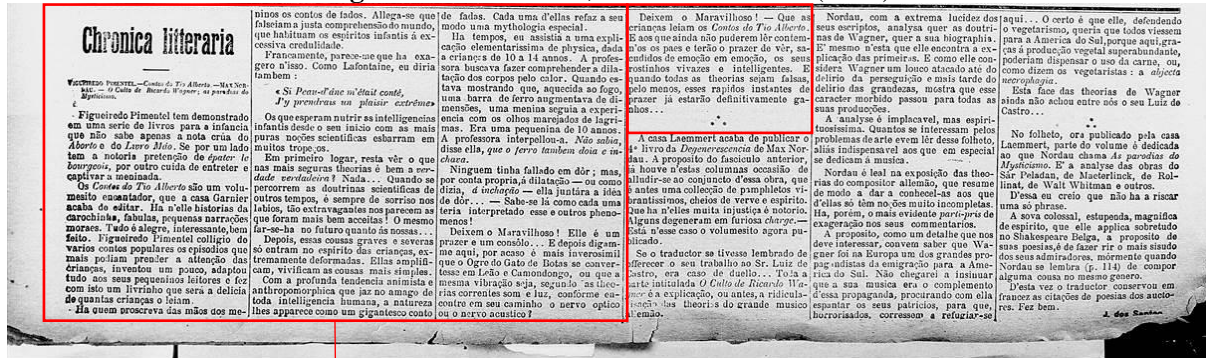 Chronica litteraria
FIGUEIREDO PIMENTEL.—Contos do Tio Alberto.—MAX NOR-
DAU.—O Culto de Ricardo Wagner; as parodias do
Mysticismo.
Figueiredo Pimentel tem demonstrado
em uma serie de livros para a infancia
que não sabe apenas a nota crúa do
Aborto e do Livro Máo. Se por um lado
tem a notoria pretenção de épater le
bourgeois, por outro cuida de entreter e
captivar a meninada.
Os Contos do Tio Alberto são um volu-
mesito encantador, que a casa Garnier
acaba de editar. Ha n'elle historias da
carochinha, fabulas, pequenas narrações
moraes. Tudo é alegre, interessante, bem
feito. Figueiredo Pimentel colligio de
varios contos populares os episodios que
mais podiam prender a attenção das
crianças, inventou um pouco, adaptou
tudo aos seus pequeninos leitores e fez
com isto um livrinho que será a delicia
de quantas crianças o leiam.
Ha quem proscreva das mãos dos me-
ninos os contos de fadas. Allega-se que
falseiam a justa comprehensão do mundo,
que habituam os espiritos infantis á ex-
cessiva credulidade.
Francamente, parece-me que ha exa-
gero n'isso. Como Lafontaine, eu diria
tambem :
« Si Peau-d'âne m'était conté,
J'y prendrais un plaisir extrême»
Os que esperam nutrir as intelligencias
infantis desde o seu inicio com as mais
puras noções scientificas esbarram em
muitos tropeços.
Em primeiro logar, resta vêr o que
nas mais seguras theorias é bem a ver-
dade verdadeira ? Nada... Quando se
percorrem as doutrinas scientificas de
outros tempos, é sempre de sorriso nos
labios, tão extravagantes nos parecem as
que foram mais bem acceitas ! O mesmo
far-se-ha no futuro quanto ás nossas...
Depois, essas cousas graves e severas
só entram no espirito das crianças, ex-
tremamente deformadas. Ellas amplifi-
cam, vivificam as cousas mais simples.
Com a profunda tendencia animista e
anthropomorphica que jaz no amago de
toda intelligencia humana, a natureza
lhes apparece como um gigantesco conto
de fadas. Cada uma d'ellas refaz a seu
modo uma mythologia especial.
Ha tempos, eu assistia a uma expli-
cação elementarissima de physica, dada
a crianças de 10 a 14 annos. A profes-
sora buscava fazer comprehender a dila-
tação dos corpos pelo calor. Quando es-
tava mostrando que, aquecida ao fogo,
uma barra de ferro augmentava de di-
mensões, uma menina seguia a experi-
encia com os olhos marejados de lagri-
mas. Era uma pequenina de 10 annos.
A professora interpellou-a. Não sabia,
disse ella, que o ferro tambem doia e in-
chava.
Ninguem tinha fallado em dôr ; mas,
por conta propria, á dilatação — ou como
dizia, á inchação — ella juntára a idéa
de dôr... — Sabe-se lá como cada uma
teria interpretado esse e outros pheno-
menos !
Deixem o Maravilhoso ! Elle é um
prazer e um consôlo... E depois digam-
me aqui, por acaso é mais inverosimil
que o Ogre do Gato de Botas se conver-
tesse em Leão e Camondongo, ou que a
mesma vibração seja, segundo as theo-
rias correntes som e luz, conforme en-
contre em seu caminho o nervo optico
ou o nervo acustico ?
Deixem o Maravilhoso ! — Que as
crianças leiam os Contos do Tio Alberto.
E aos que ainda não puderem lêr contem-
n'os os paes e terão o prazer de vêr, sa-
cudidos de emoção em emoção, os seus
rostinhos vivazes e intelligentes. E
quando todas as theorias sejam falsas,
pelo menos, esses rapidos instantes de
prazer já estarão definitivamente ga-
nhos...
A casa Laemmert acaba de publicar o
4º livro da Degenerescencia de Max Nor-
dau. A proposito do fasciculo anterior,
já houve n'estas columnas occasião de
alludir-se ao conjuncto d'essa obra, que
é antes uma collecção de pamphletos vi-
brantissimos, cheios de verve e espirito.
Que ha n'elles muita injustiça é notorio.
Alguns degeneram em furiosa charge.—
Está n'esse caso o volumesito agora pu-
blicado.
Se o traductor se tivesse lembrado de
offerecer o seu trabalho ao Sr. Luiz de
Castro, era caso de duello... Toda a
parte intitulada O Culto de Ricardo Wa-
gner é a explicação, ou antes, a ridicula-
risação das theorias do grande musico
allemão.
Nordau, com a extrema lucidez dos
seus escriptos, analysa quer as doutri-
nas de Wagner, quer a sua biographia.
E' mesmo n'esta que elle encontra a ex-
plicação das primeiras. E como elle con-
sidera Wagner um louco atacado até do
delirio da perseguição e mais tarde do
delirio das grandezas, mostra que esse
caracter morbido passou para todas as
suas producções.
A analyse é implacavel, mas espiri-
tuosissima. Quantos se interessam pelos
problemas de arte evem lêr desse folheto,
aliás indispensavel aos que em especial
se dedicam á musica.
Nordau é leal na exposição das theo-
rias do compositor allemão, que resume
de modo a dar a conhecel-as aos que
d'ellas só têm noções muito incompletas.
Ha, porém, o mais evidente parti-pris de
exageração nos seus commentarios.
A proposito, como um detalhe que nos
deve interessar, convem saber que Wa-
gner foi na Europa um dos grandes pro-
pagandistas da emigração para a Ame-
rica do Sul. Não chegarei a insinuar
que a sua musica era o complemento
d'essa propaganda, procurando com ella
espantar os seus patricios, para que,
horrorisados, corressem a refugiar-se
aqui... O certo é que elle, defendendo
o vegetarismo, queria que todos viessem
para a America do Sul, porque aqui, gra-
ças á producção vegetal superabundante,
poderiam dispensar o uso da carne, ou,
como dizem os vegetaristas : a abjecta
necrophagia.
Esta face das theorias de Wagner
ainda não achou entre nós o seu Luiz de
Castro...
No folheto, ora publicado pela casa
Laemmert, parte do volume é dedicada
ao que Nordau chama As parodias do
Mysticismo. E' a analyse das obras do
Sâr Peladan, de Maeterlinck, de Rol-
linat, de Walt Whitman e outros.
D'essa eu creio que não ha a riscar
uma só phrase.
A sova colossal, estupenda, magnifica
de espirito, que elle applica sobretudo
no Shakespeare Belga, a proposito de
suas poesias, é de fazer rir o mais sisudo
dos seus admiradores, mórmente quando
Nordau se lembra (p. 114) de compor
alguma cousa no mesmo genero.
D'esta vez o traductor conservou em
francez as citações de poesias dos aucto-
res. Fez bem.
J. dos Santos